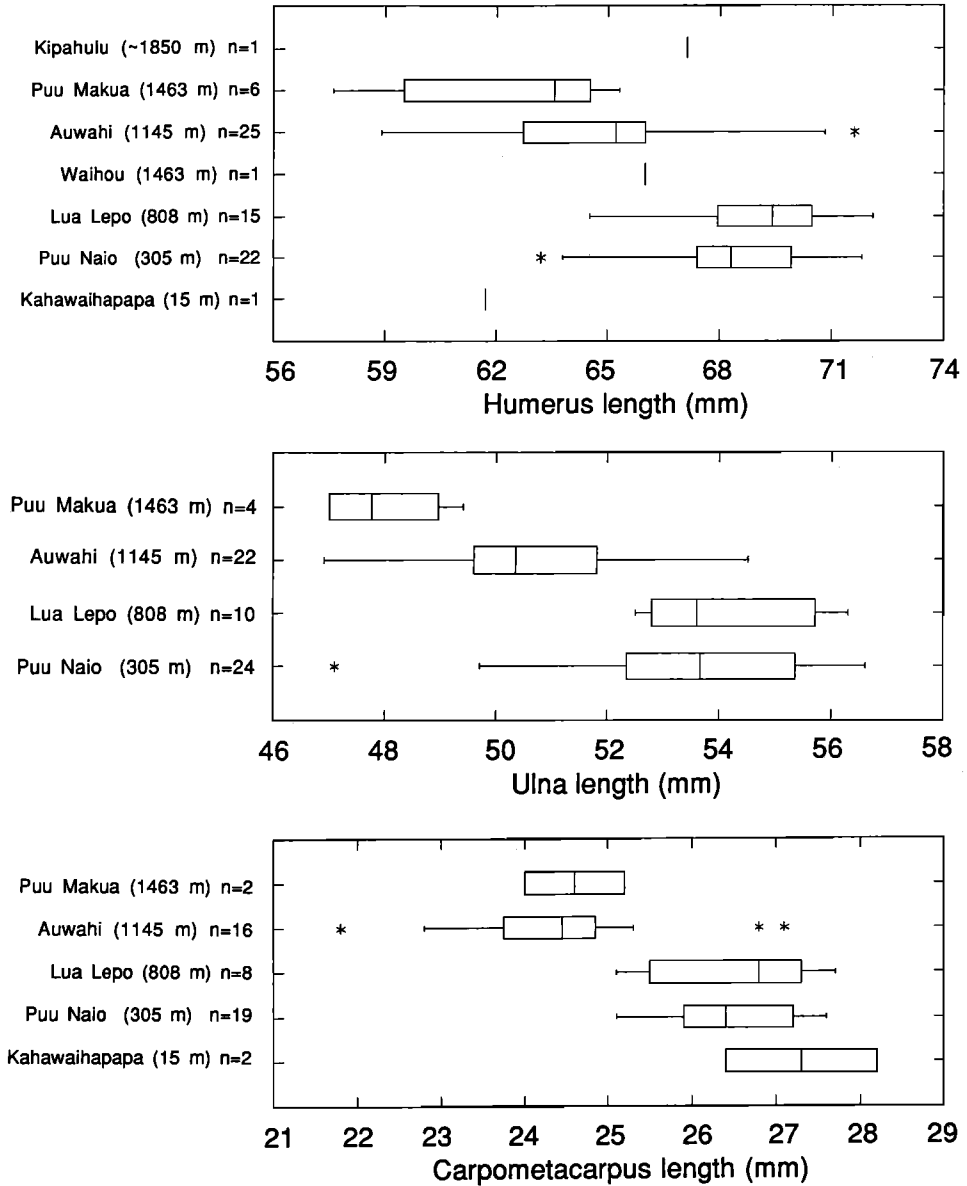 Kipahulu (~1850 m) n=1
Puu Makua (1463 m) n=6
Auwahi (1145 m) n=25
Waihou (1463 m) n=1
Lua Lepo (808 m) n=15
Puu Naio (305 m) n=22
Kahawaihapapa (15 m) n=1
56 59 62 65 68 71 74
Humerus length (mm)
Puu Makua (1463 m) n=4
Auwahi (1145 m) n=22
Lua Lepo (808 m) n=10
Puu Naio (305 m) n=24
46 48 50 52 54 56 58
Ulna length (mm)
Puu Makua (1463 m) n=2
Auwahi (1145 m) n=16
Lua Lepo (808 m) n=8
Puu Naio (305 m) n=19
Kahawaihapapa (15 m) n=2
21 22 23 24 25 26 27 28 29
Carpometacarpus length (mm)